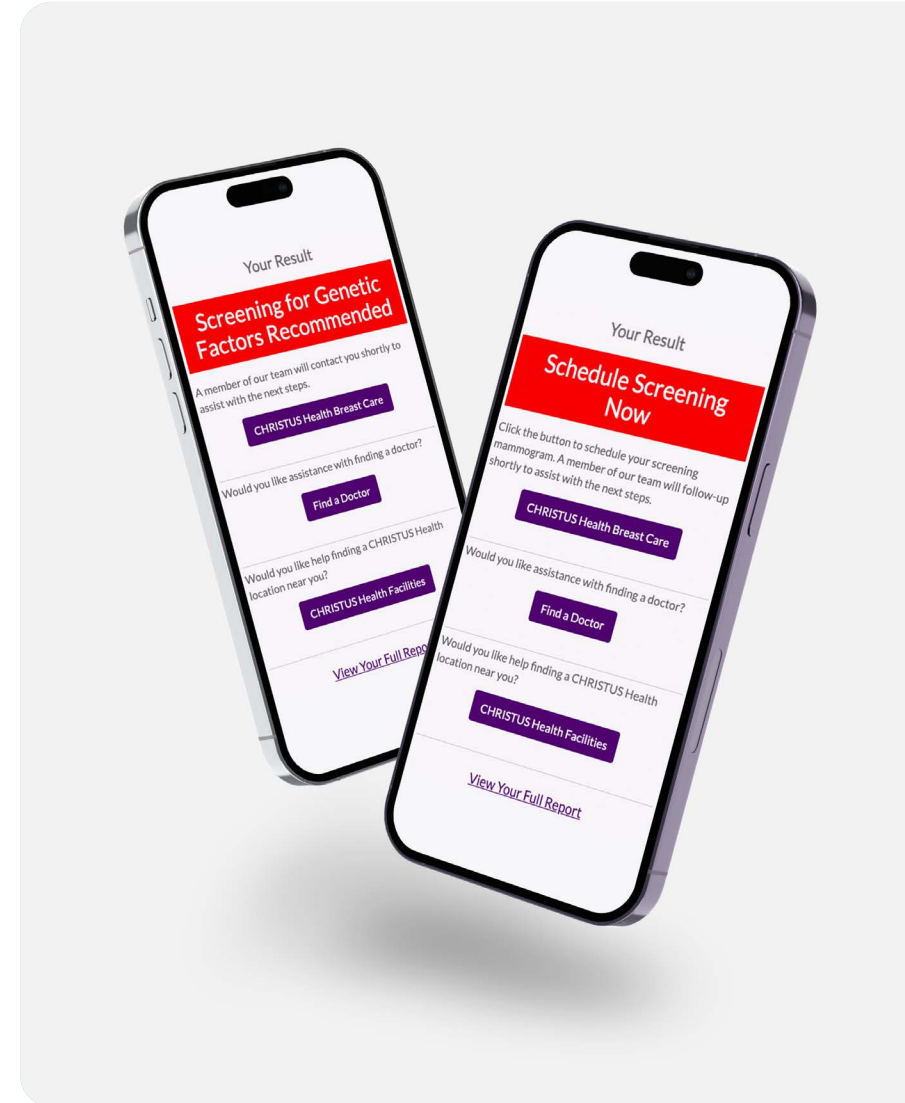 Your Result
Screening for Genetic
Factors Recommended
A member of our team will contact you shortly to
assist with the next steps.
CHRISTUS Health Breast Care
Would you like assistance with finding a doctor?
Find a Doctor
Would you like help finding a CHRISTUS Health
location near you?
CHRISTUS Health Facilities
View Your Full Repo
Your Result
Schedule Screening
Now
Click the button to schedule your screening
mammogram. A member of our team will follow-up
shortly to assist with the next steps.
CHRISTUS Health Breast Care
Would you like assistance with finding a doctor?
Find a Doctor
Would you like help finding a CHRISTUS Health
location near you?
CHRISTUS Health Facilities
View Your Full Report